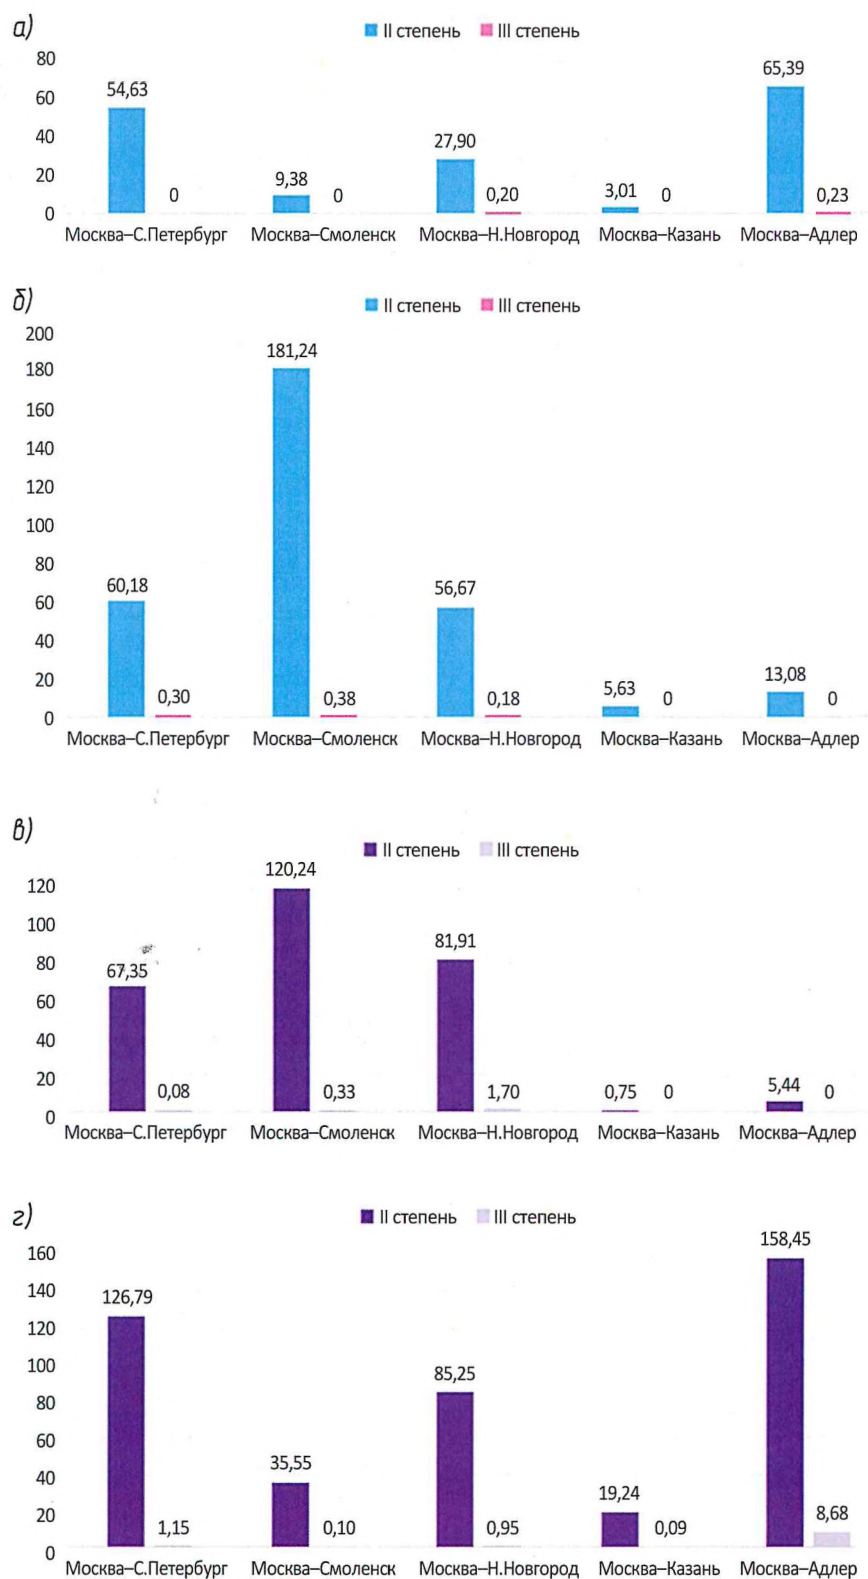 а)
II степень III степень
80
60
40
20
0
54,63 0 9,38 0 27,90 0,20 3,01 0 65,39 0,23
Москва–С.Петербург Москва–Смоленск Москва–Н.Новгород Москва–Казань Москва–Адлер
б)
II степень III степень
200
180
160
140
120
100
80
60
40
20
0
60,18 0,30 181,24 0,38 56,67 0,18 5,63 0 13,08 0
Москва–С.Петербург Москва–Смоленск Москва–Н.Новгород Москва–Казань Москва–Адлер
в)
II степень III степень
120
100
80
60
40
20
0
67,35 0,08 120,24 0,33 81,91 1,70 0,75 0 5,44 0
Москва–С.Петербург Москва–Смоленск Москва–Н.Новгород Москва–Казань Москва–Адлер
г)
II степень III степень
160
140
120
100
80
60
40
20
0
126,79 1,15 35,55 0,10 85,25 0,95 19,24 0,09 158,45 8,68
Москва–С.Петербург Москва–Смоленск Москва–Н.Новгород Москва–Казань Москва–Адлер